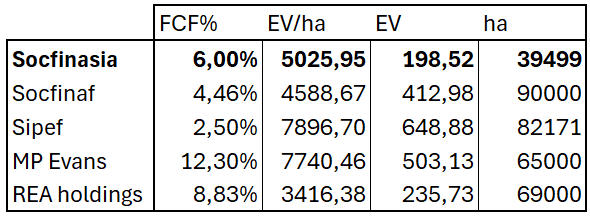 FCF% EV/ha EV ha
Socfinasia 6,00% 5025,95 198,52 39499
Socfinaf 4,46% 4588,67 412,98 90000
Sipef 2,50% 7896,70 648,88 82171
MP Evans 12,30% 7740,46 503,13 65000
REA holdings 8,83% 3416,38 235,73 69000